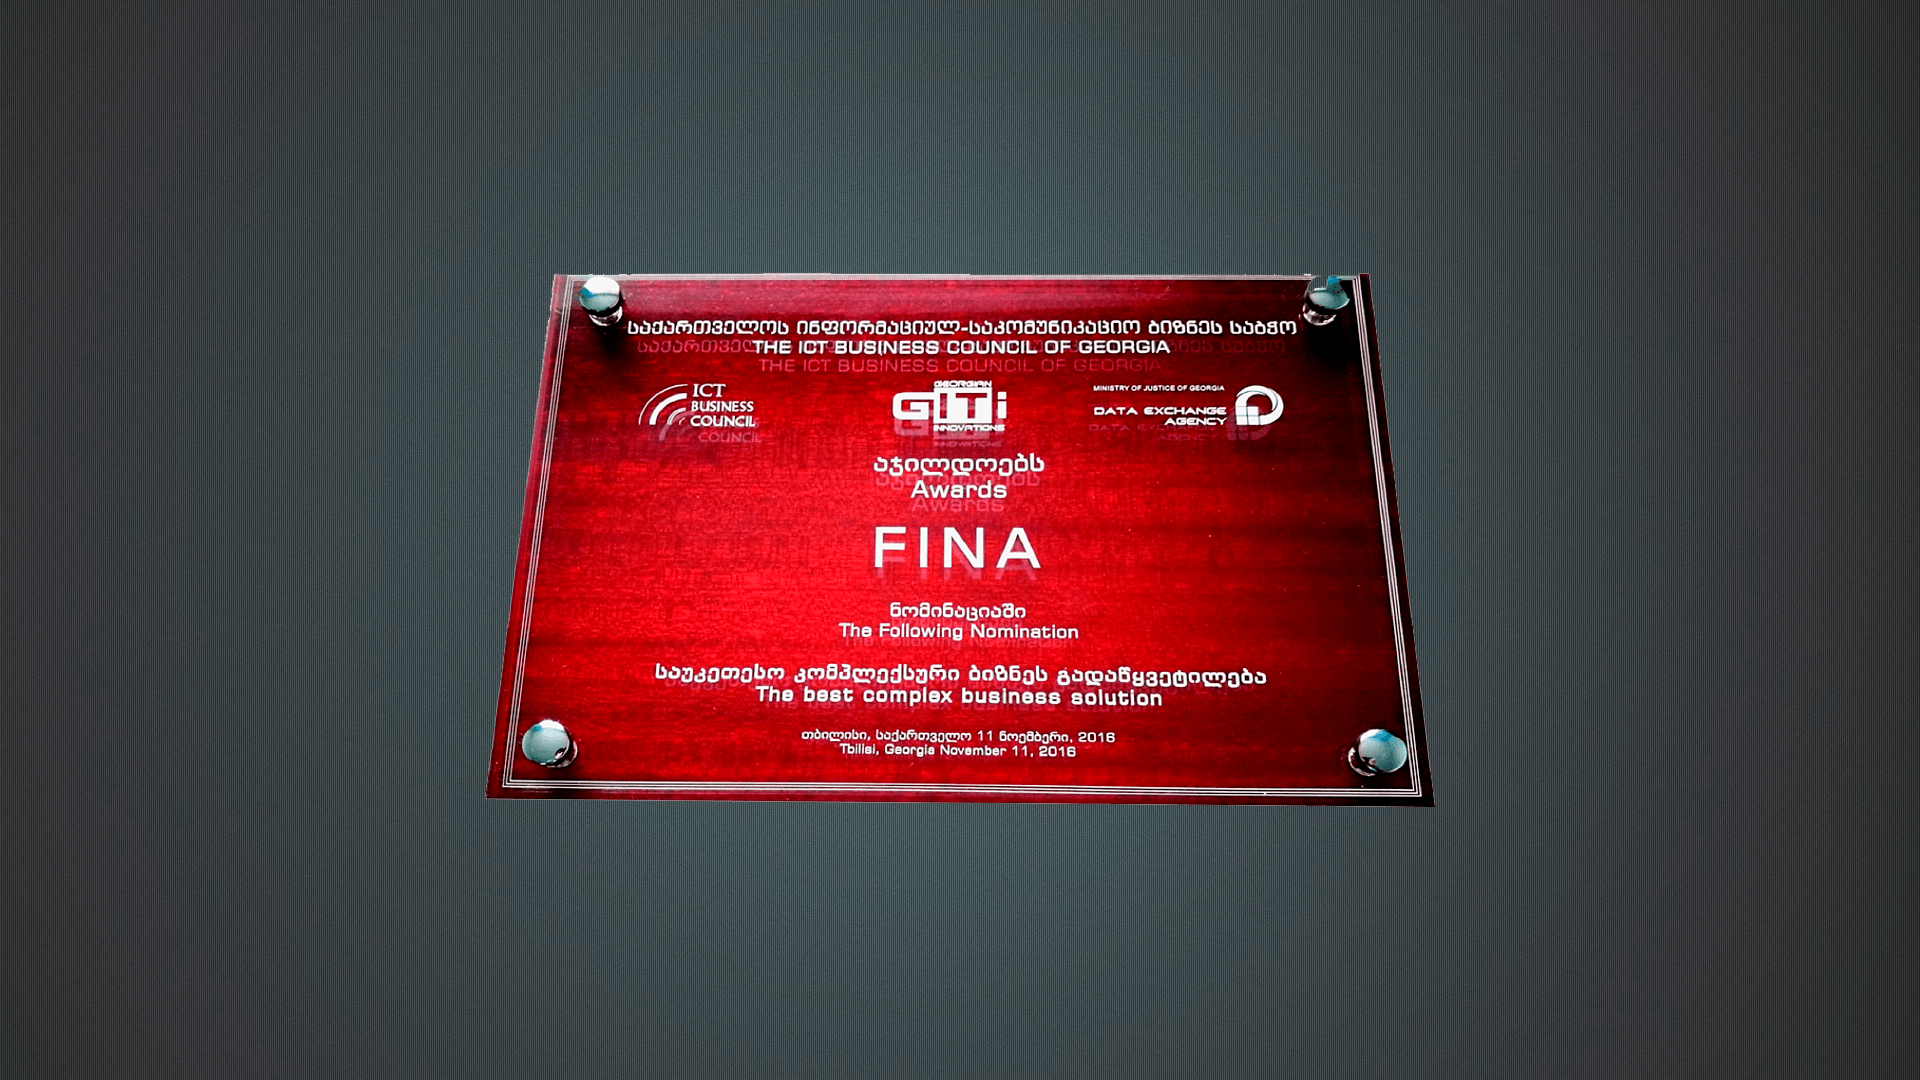 საქართველოს ინფორმაციულ-საკომუნიკაციო ბიზნეს საბჭო
THE ICT BUSINESS COUNCIL OF GEORGIA
ICT
BUSINESS
COUNCIL
GEORGIAN
GITi
INNOVATIONS
MINISTRY OF JUSTICE OF GEORGIA
DATA EXCHANGE
AGENCY
აჯილდოებს
Awards
FINA
ნომინაციაში
The Following Nomination
საუკეთესო კომპლექსური ბიზნეს გადაწყვეტილება
The best complex business solution
თბილისი, საქართველო 11 ნოემბერი, 2016
Tbilisi, Georgia November 11, 2016